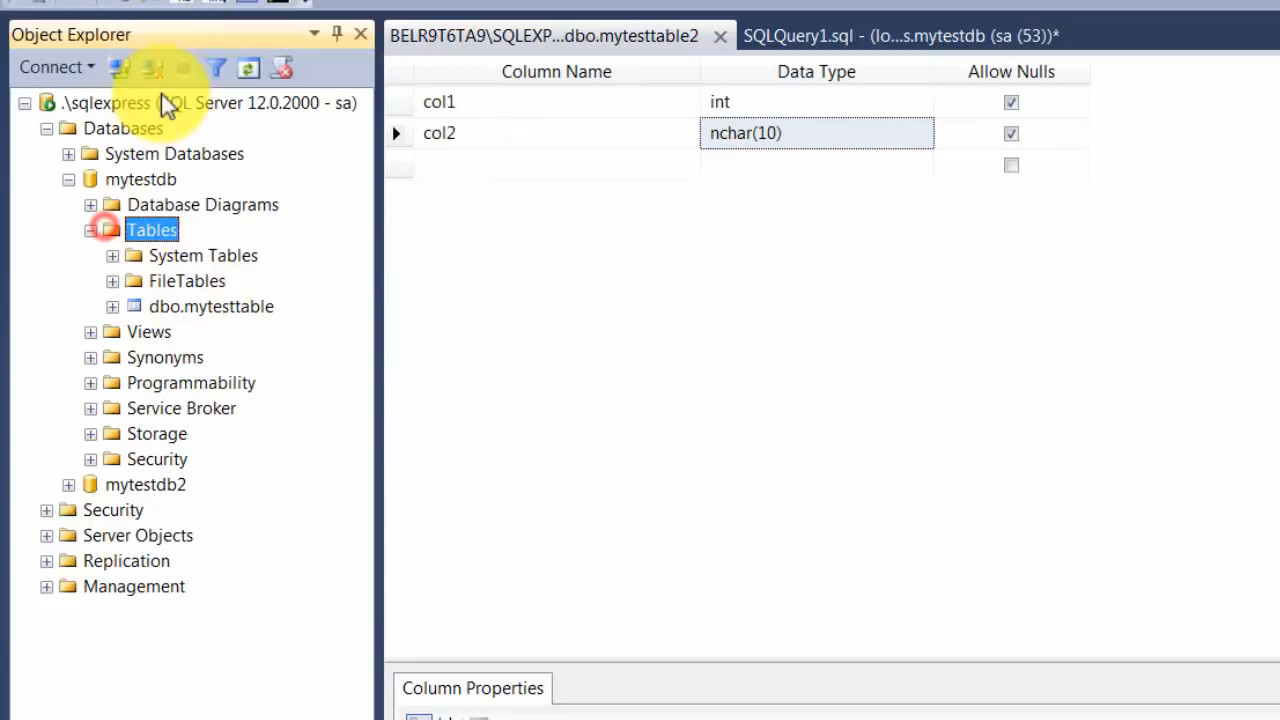 Object Explorer
Connect
.\sqlexpress (SQL Server 12.0.2000 - sa)
Databases
System Databases
mytestdb
Database Diagrams
Tables
System Tables
FileTables
dbo.mytesttable
Views
Synonyms
Programmability
Service Broker
Storage
Security
mytestdb2
Security
Server Objects
Replication
Management
BELR9T6TA9\SQLEXP...dbo.mytesttable2
SQLQuery1.sql - (lo...s.mytestdb (sa (53))*
Column Name Data Type Allow Nulls
col1 int
col2 nchar(10)
Column Properties